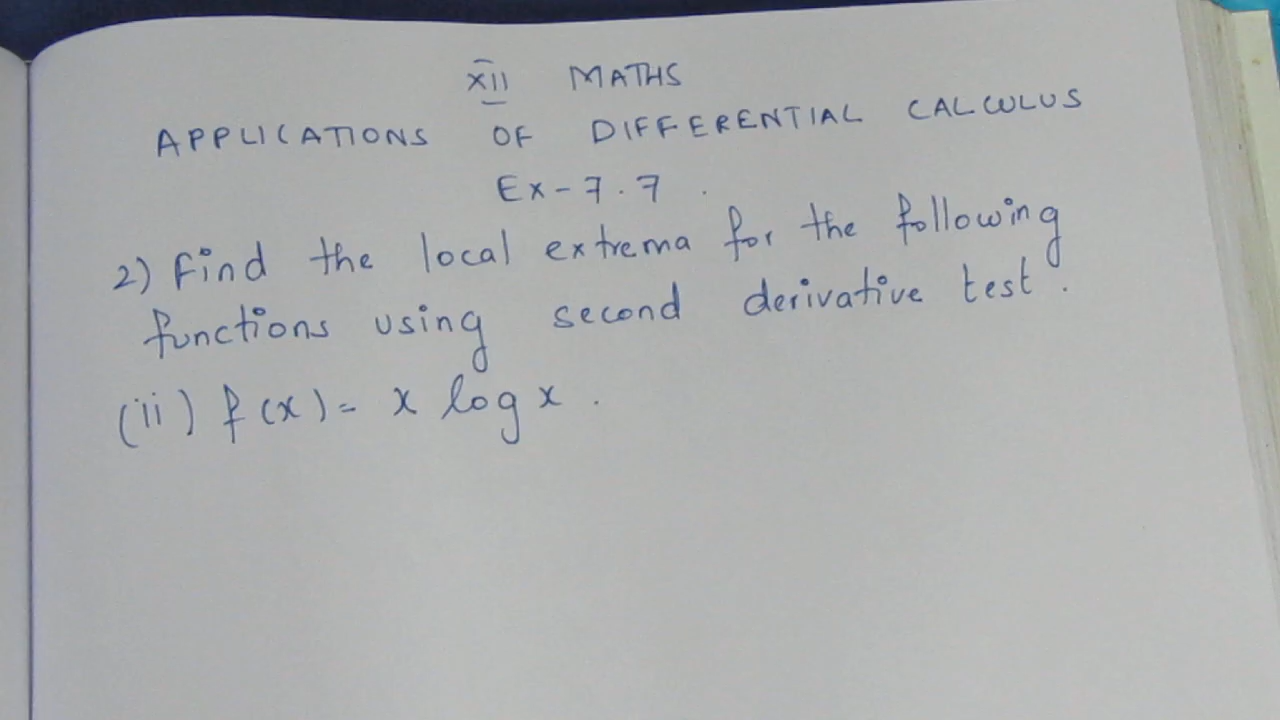 XII MATHS
APPLICATIONS OF DIFFERENTIAL CALCULUS
Ex-7.7.
2) Find the local extrema for the following
functions using second derivative test.
(ii) f(x)= x log x.